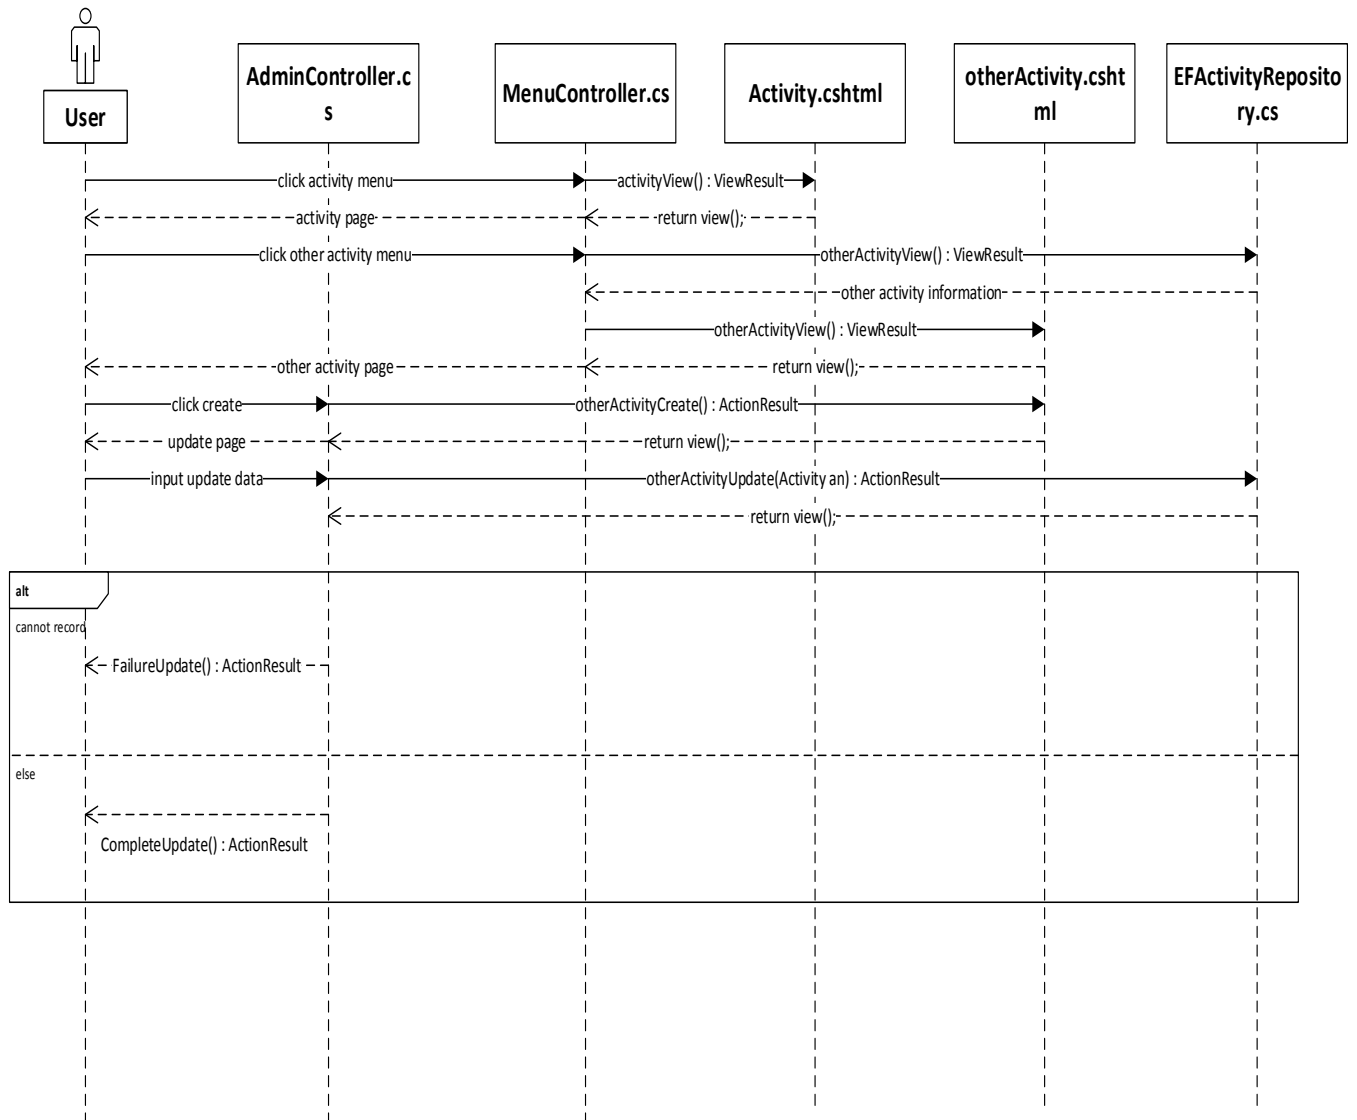 User
AdminController.c
s
MenuController.cs
Activity.cshtml
otherActivity.csht
ml
EFActivityReposito
ry.cs
click activity menu
activityView() : ViewResult
activity page
return view();
click other activity menu
otherActivityView() : ViewResult
other activity information
otherActivityView() : ViewResult
other activity page
return view();
click create
otherActivityCreate() : ActionResult
update page
return view();
input update data
otherActivityUpdate(Activity an) : ActionResult
return view();
alt
cannot record
FailureUpdate() : ActionResult
else
CompleteUpdate() : ActionResult